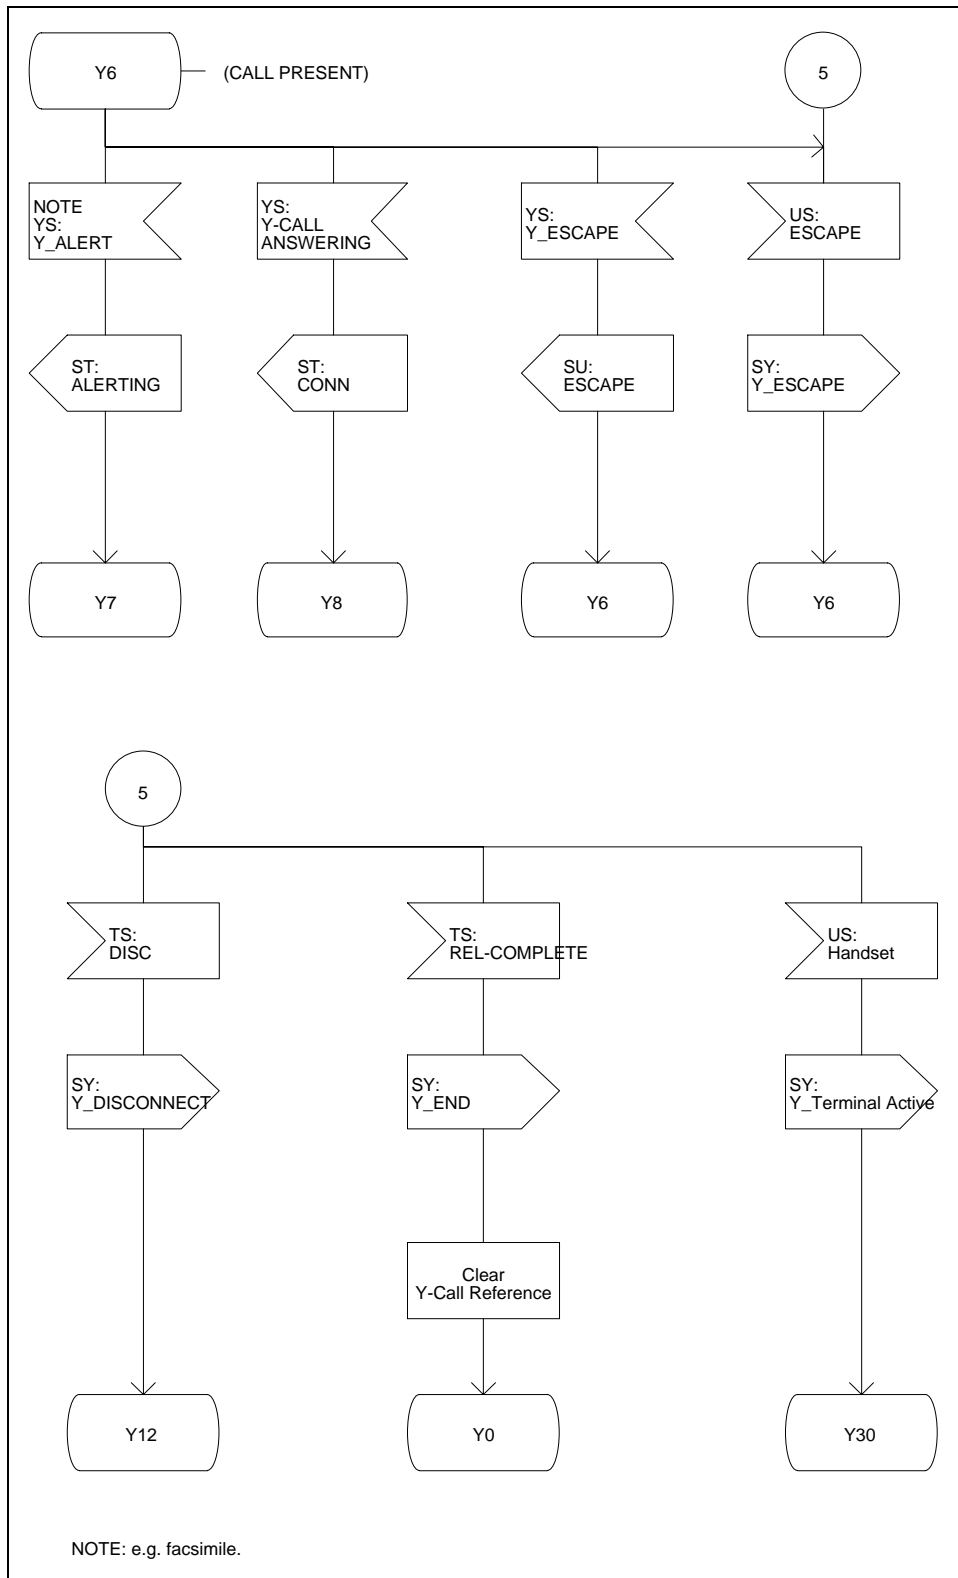 Y6
(CALL PRESENT)
5
NOTE
YS:
Y_ALERT
YS:
Y-CALL
ANSWERING
YS:
Y_ESCAPE
US:
ESCAPE
ST:
ALERTING
ST:
CONN
SU:
ESCAPE
SY:
Y_ESCAPE
Y7
Y8
Y6
Y6
5
TS:
DISC
TS:
REL-COMPLETE
US:
Handset
SY:
Y_DISCONNECT
SY:
Y_END
SY:
Y_Terminal Active
Clear
Y-Call Reference
Y12
Y0
Y30
NOTE: e.g. facsimile.